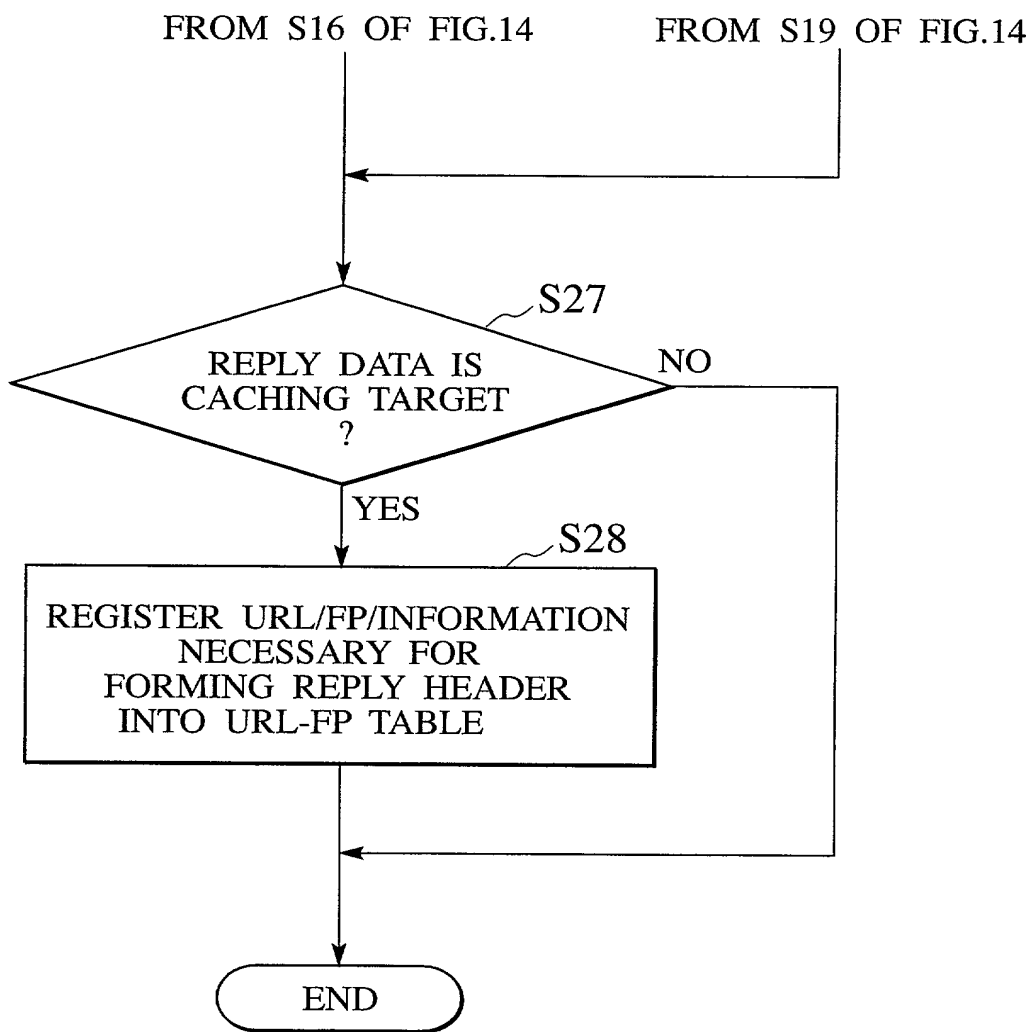 FROM S16 OF FIG.14
FROM S19 OF FIG.14
S27
REPLY DATA IS
CACHING TARGET
?
NO
YES
S28
REGISTER URL/FP/INFORMATION
NECESSARY FOR
FORMING REPLY HEADER
INTO URL-FP TABLE
END